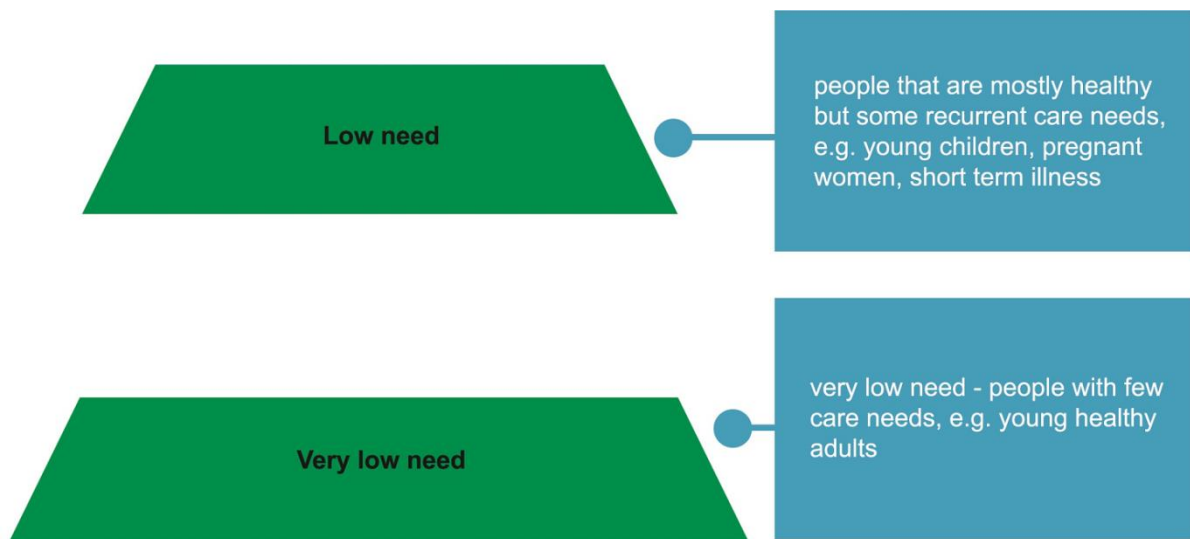 Low need
people that are mostly healthy
but some recurrent care needs,
e.g. young children, pregnant
women, short term illness
Very low need
very low need - people with few
care needs, e.g. young healthy
adults